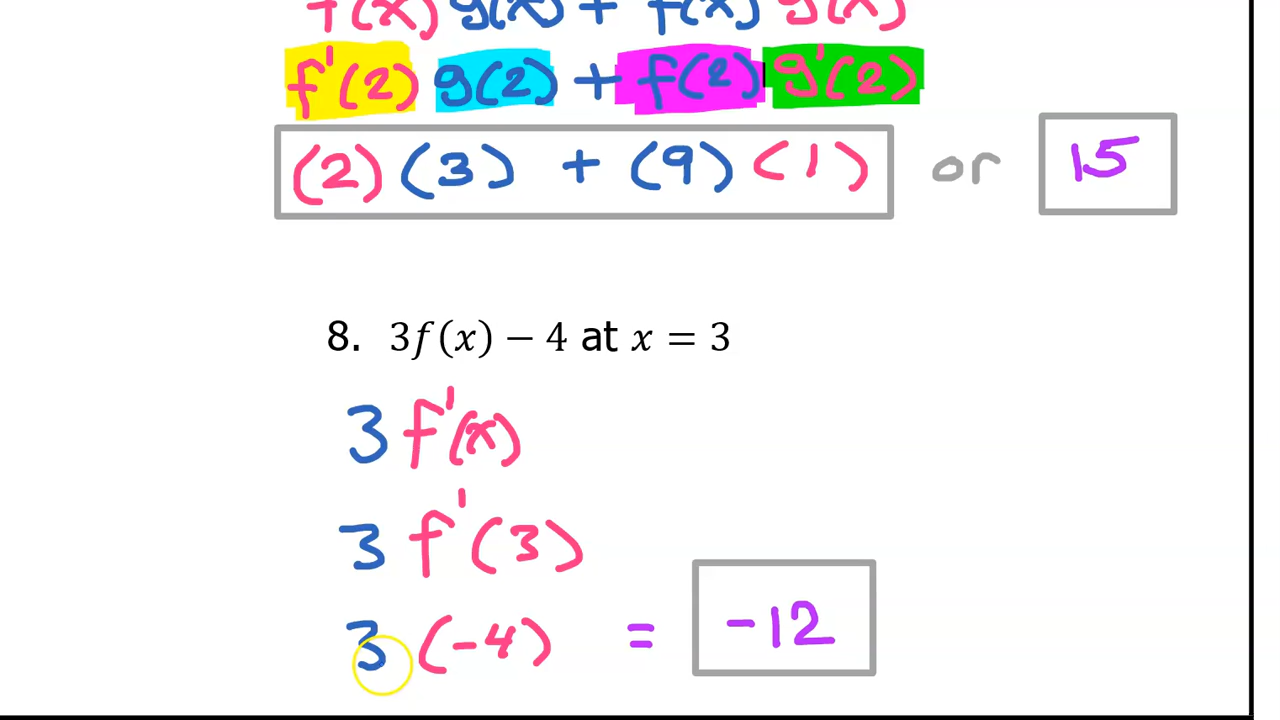 f'(x) g(x) + f(x) g'(x)
f'(2) g(2) + f(2) g'(2)
(2) (3) + (9) (1) or 15
8. 3f(x) − 4 at x = 3
3 f'(x)
3 f'(3)
3 (-4) = -12